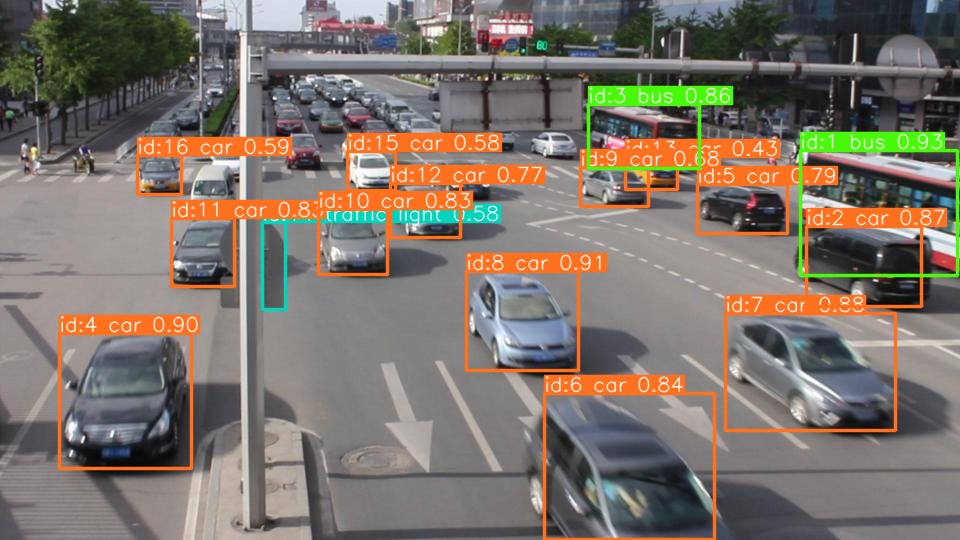 80
id:3 bus 0.86
id:1 bus 0.93
id:16 car 0.59
id:15 car 0.58
id:13 car 0.43
id:9 car 0.68
id:12 car 0.77
id:5 car 0.79
id:11 car 0.83
id:10 car 0.83
traffic light 0.58
id:2 car 0.87
id:8 car 0.91
id:7 car 0.88
id:4 car 0.90
id:6 car 0.84